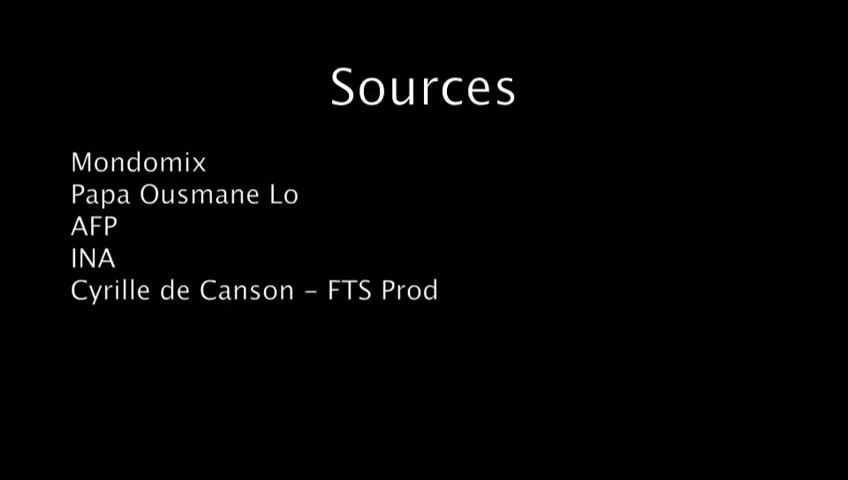 Sources
Mondomix
Papa Ousmane Lo
AFP
INA
Cyrille de Canson – FTS Prod